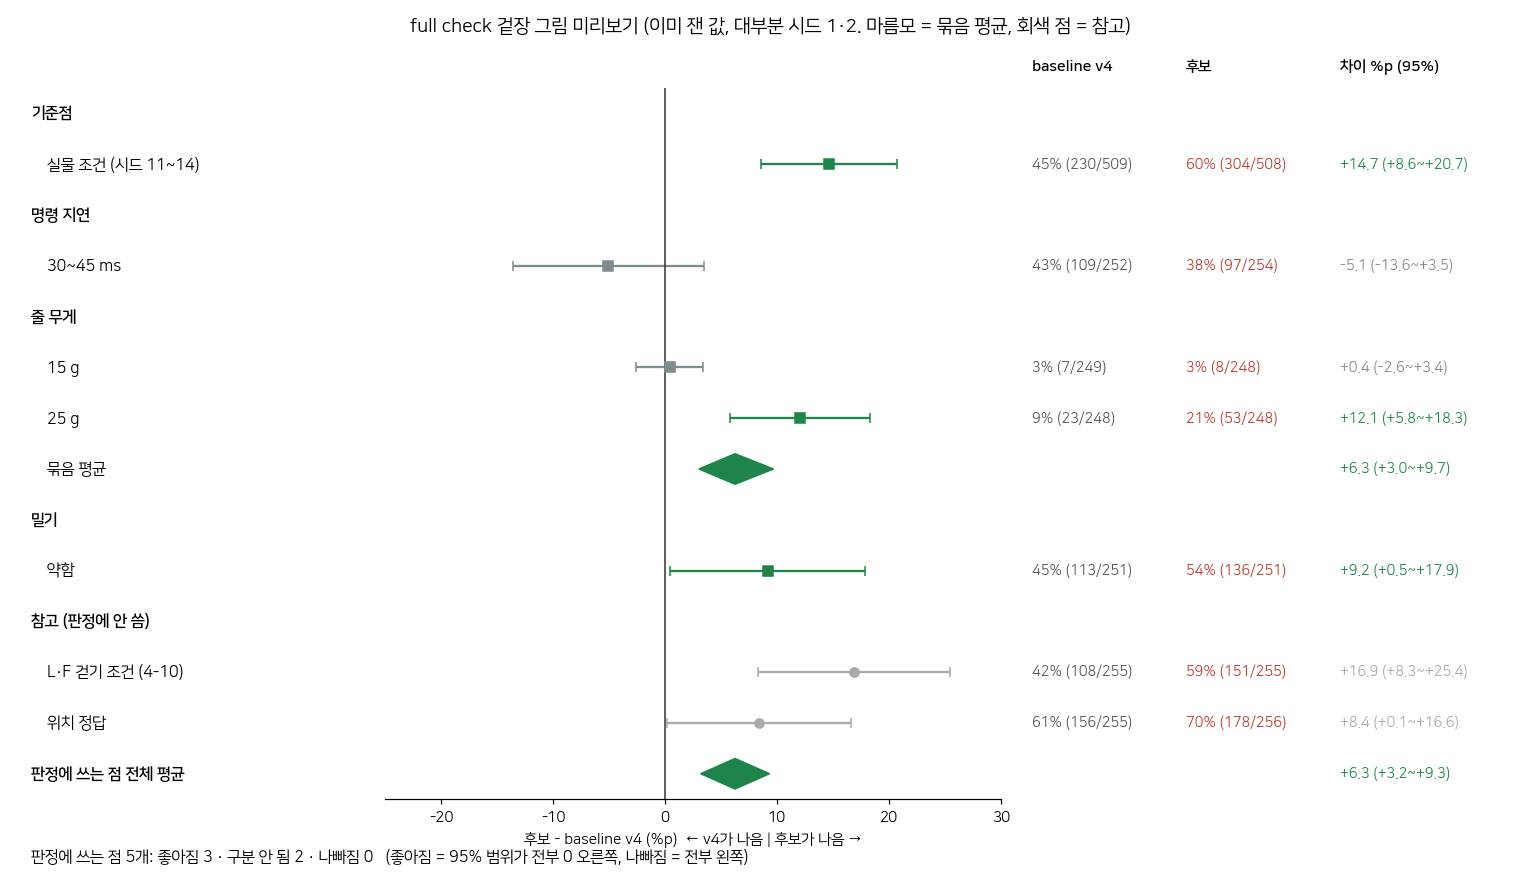 full check 겉장 그림 미리보기 (이미 잰 값, 대부분 시드 1·2. 마름모 = 묶음 평균, 회색 점 = 참고)
baseline v4 후보 차이 %p (95%)
기준점
실물 조건 (시드 11~14) 45% (230/509) 60% (304/508) +14.7 (+8.6~+20.7)
명령 지연
30~45 ms 43% (109/252) 38% (97/254) -5.1 (-13.6~+3.5)
줄 무게
15 g 3% (7/249) 3% (8/248) +0.4 (-2.6~+3.4)
25 g 9% (23/248) 21% (53/248) +12.1 (+5.8~+18.3)
묶음 평균 +6.3 (+3.0~+9.7)
밀기
약함 45% (113/251) 54% (136/251) +9.2 (+0.5~+17.9)
참고 (판정에 안 씀)
L·F 걷기 조건 (4-10) 42% (108/255) 59% (151/255) +16.9 (+8.3~+25.4)
위치 정답 61% (156/255) 70% (178/256) +8.4 (+0.1~+16.6)
판정에 쓰는 점 전체 평균 +6.3 (+3.2~+9.3)
-20 -10 0 10 20 30
후보 - baseline v4 (%p) ← v4가 나음 | 후보가 나음 →
판정에 쓰는 점 5개: 좋아짐 3 · 구분 안 됨 2 · 나빠짐 0 (좋아짐 = 95% 범위가 전부 0 오른쪽, 나빠짐 = 전부 왼쪽)